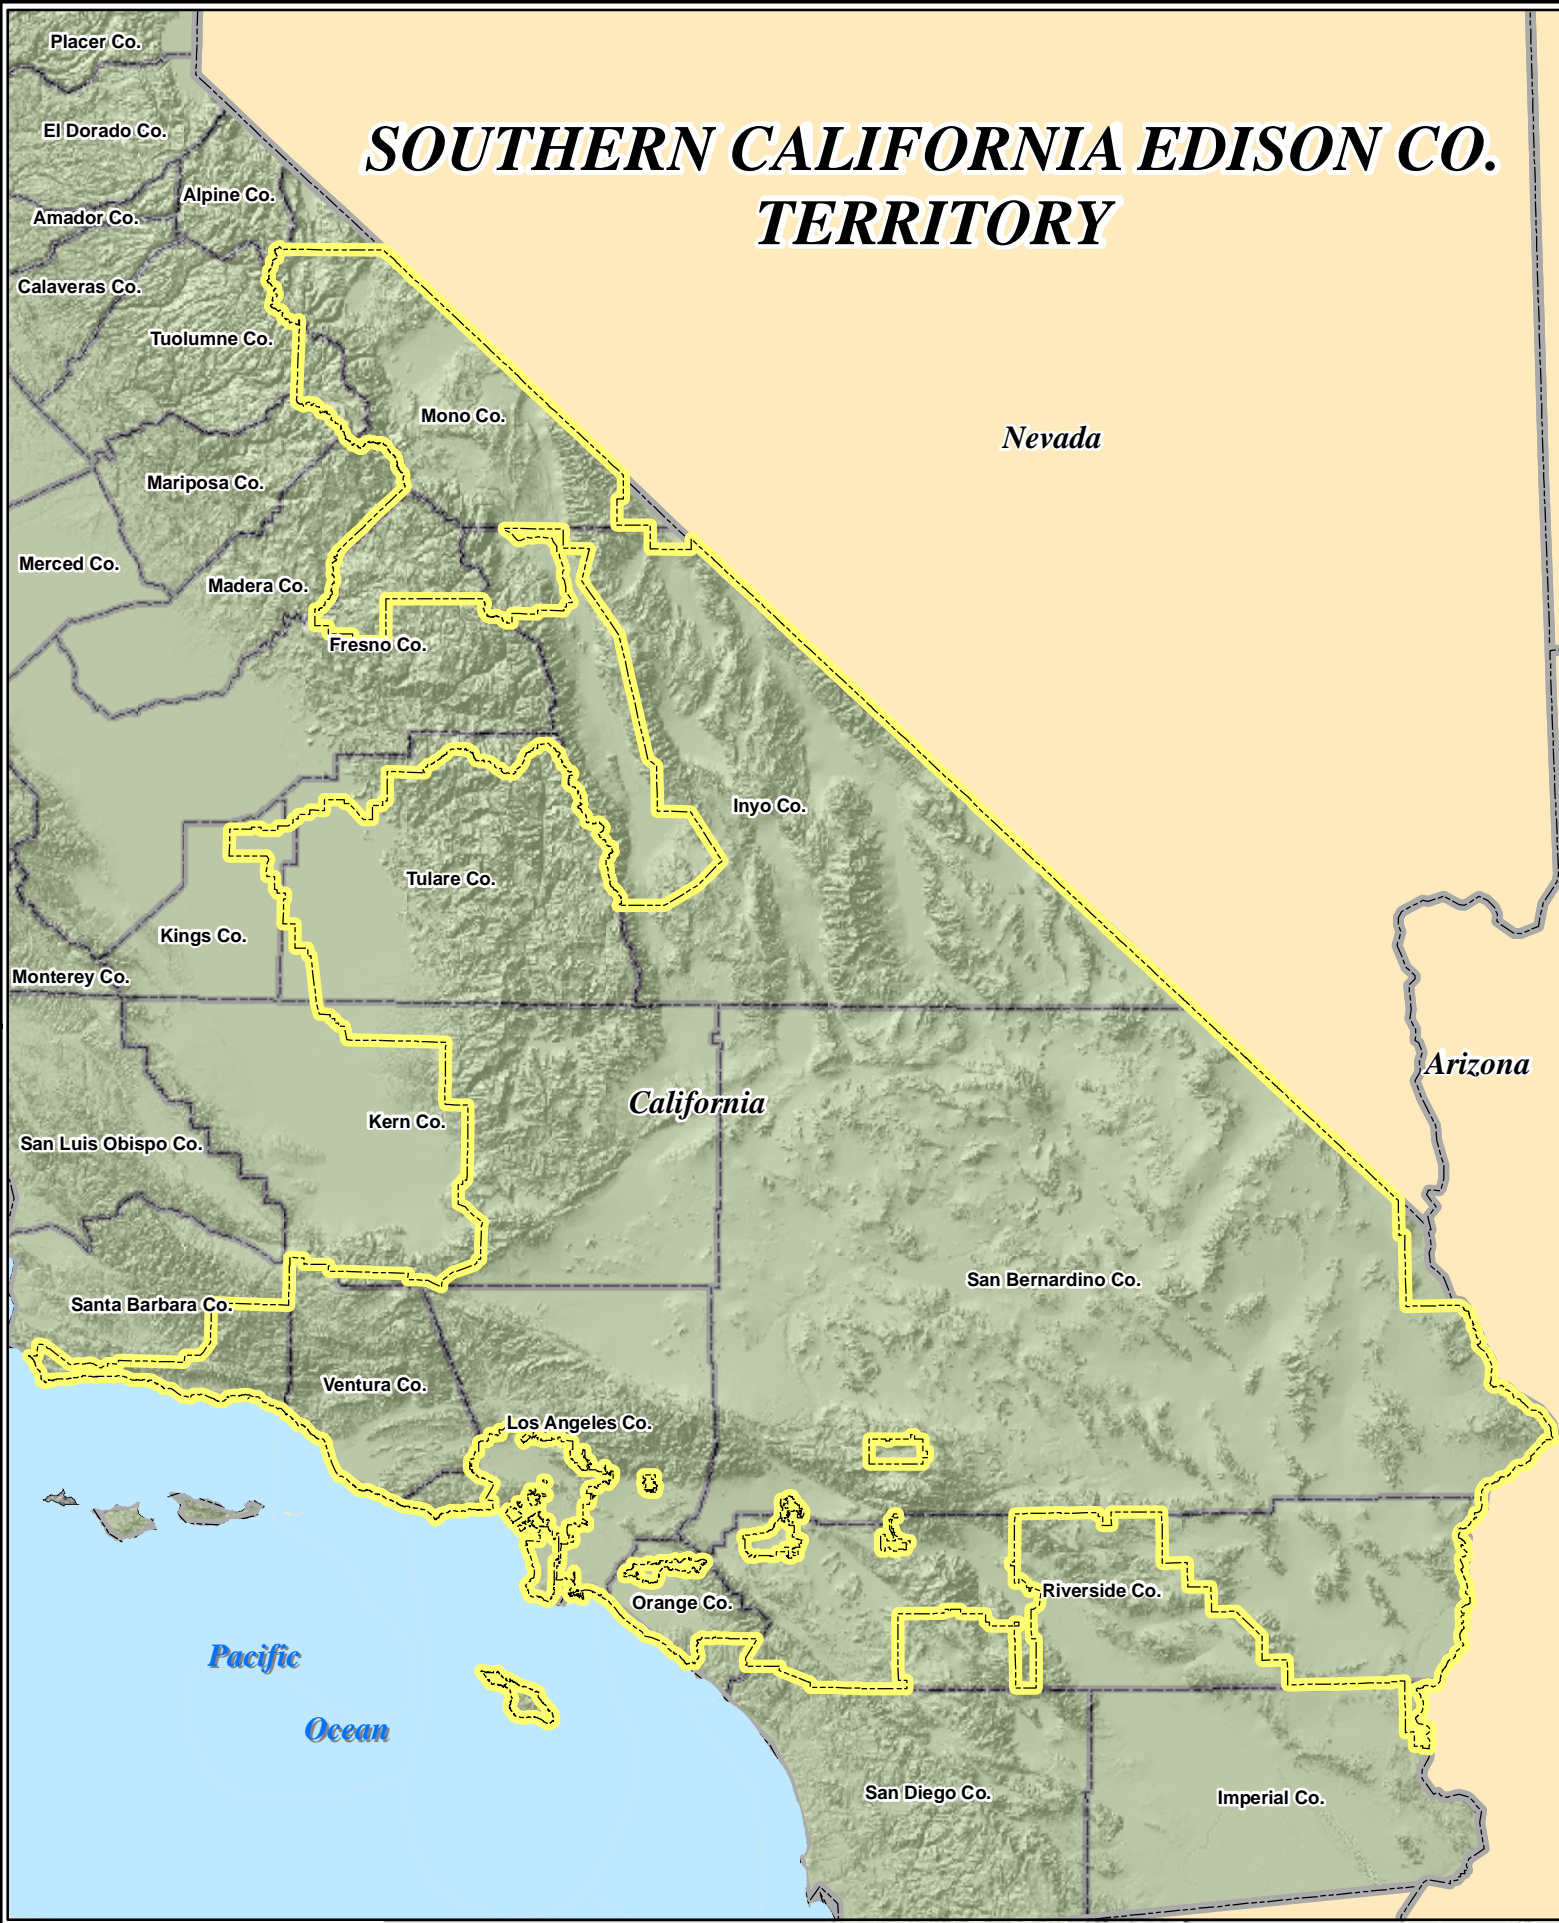 Placer Co.
El Dorado Co.
SOUTHERN CALIFORNIA EDISON CO.
TERRITORY
Alpine Co.
Amador Co.
Calaveras Co.
Tuolumne Co.
Mono Co.
Nevada
Mariposa Co.
Merced Co.
Madera Co.
Fresno Co.
Inyo Co.
Tulare Co.
Kings Co.
Monterey Co.
Arizona
California
Kern Co.
San Luis Obispo Co.
San Bernardino Co.
Santa Barbara Co.
Ventura Co.
Los Angeles Co.
Riverside Co.
Orange Co.
Pacific
Ocean
San Diego Co.
Imperial Co.